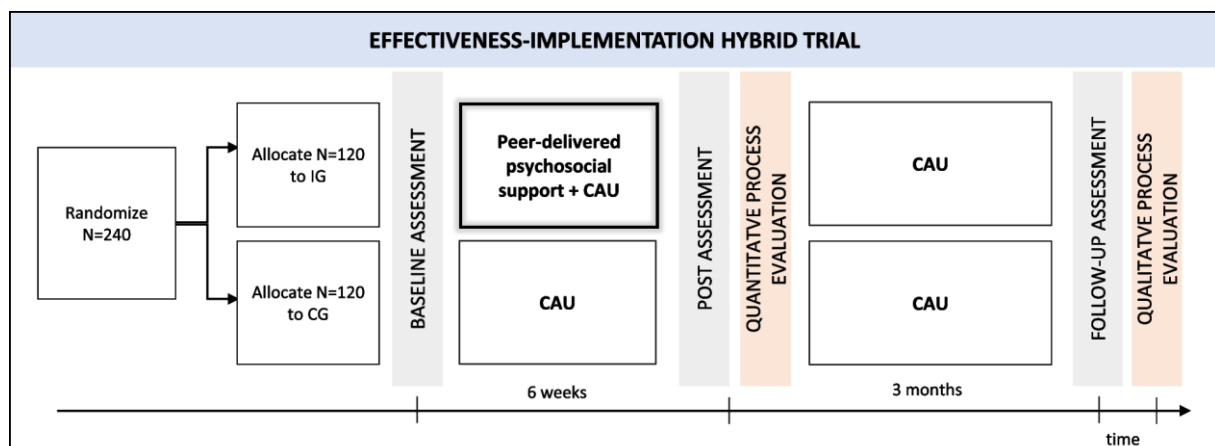 EFFECTIVENESS-IMPLEMENTATION HYBRID TRIAL
Randomize
N=240
Allocate N=120
to IG
Allocate N=120
to CG
BASELINE ASSESSMENT
Peer-delivered
psychosocial
support + CAU
CAU
POST ASSESSMENT
QUANTITATIVE PROCESS
EVALUATION
CAU
CAU
FOLLOW-UP ASSESSMENT
QUALITATIVE PROCESS
EVALUATION
6 weeks
3 months
time